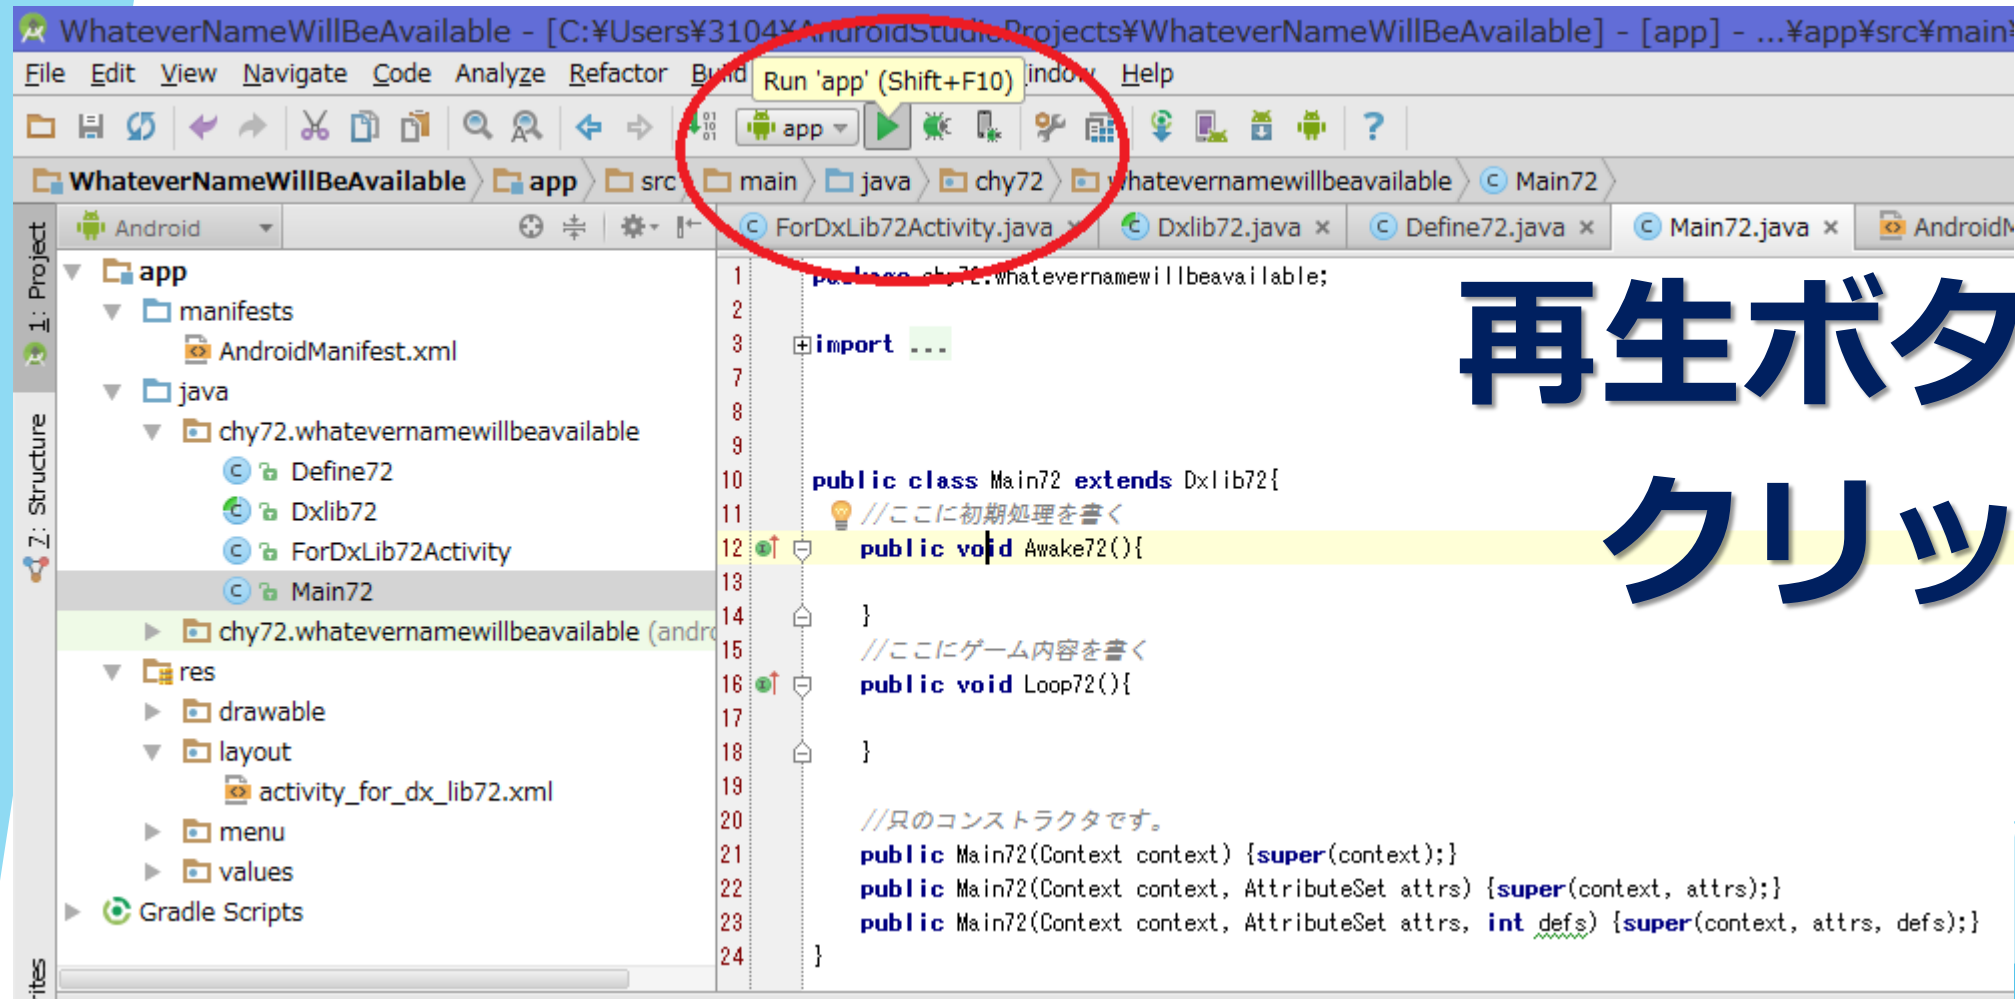 WhateverNameWillBeAvailable - [C:¥Users¥3104¥AndroidStudioProjects¥WhateverNameWillBeAvailable] - [app] - ...¥app¥src¥main¥
File Edit View Navigate Code Analyze Refactor Build Window Help
Run 'app' (Shift+F10)
app
WhateverNameWillBeAvailable app src main java chy72 whatevernamewillbeavailable Main72
Android
ForDxLib72Activity.java Dxlib72.java Define72.java Main72.java AndroidM
1: Project
7: Structure
rites
app
manifests
AndroidManifest.xml
java
chy72.whatevernamewillbeavailable
Define72
Dxlib72
ForDxLib72Activity
Main72
chy72.whatevernamewillbeavailable (andro
res
drawable
layout
activity_for_dx_lib72.xml
menu
values
Gradle Scripts
1 package chy72.whatevernamewillbeavailable;
2
3 import ...
7
8
9
10 public class Main72 extends Dxlib72{
11 //ここに初期処理を書く
12 public void Awake72(){
13
14 }
15 //ここにゲーム内容を書く
16 public void Loop72(){
17
18 }
19
20 //只のコンストラクタです。
21 public Main72(Context context) {super(context);}
22 public Main72(Context context, AttributeSet attrs) {super(context, attrs);}
23 public Main72(Context context, AttributeSet attrs, int defs) {super(context, attrs, defs);}
24 }
再生ボタ
クリッ